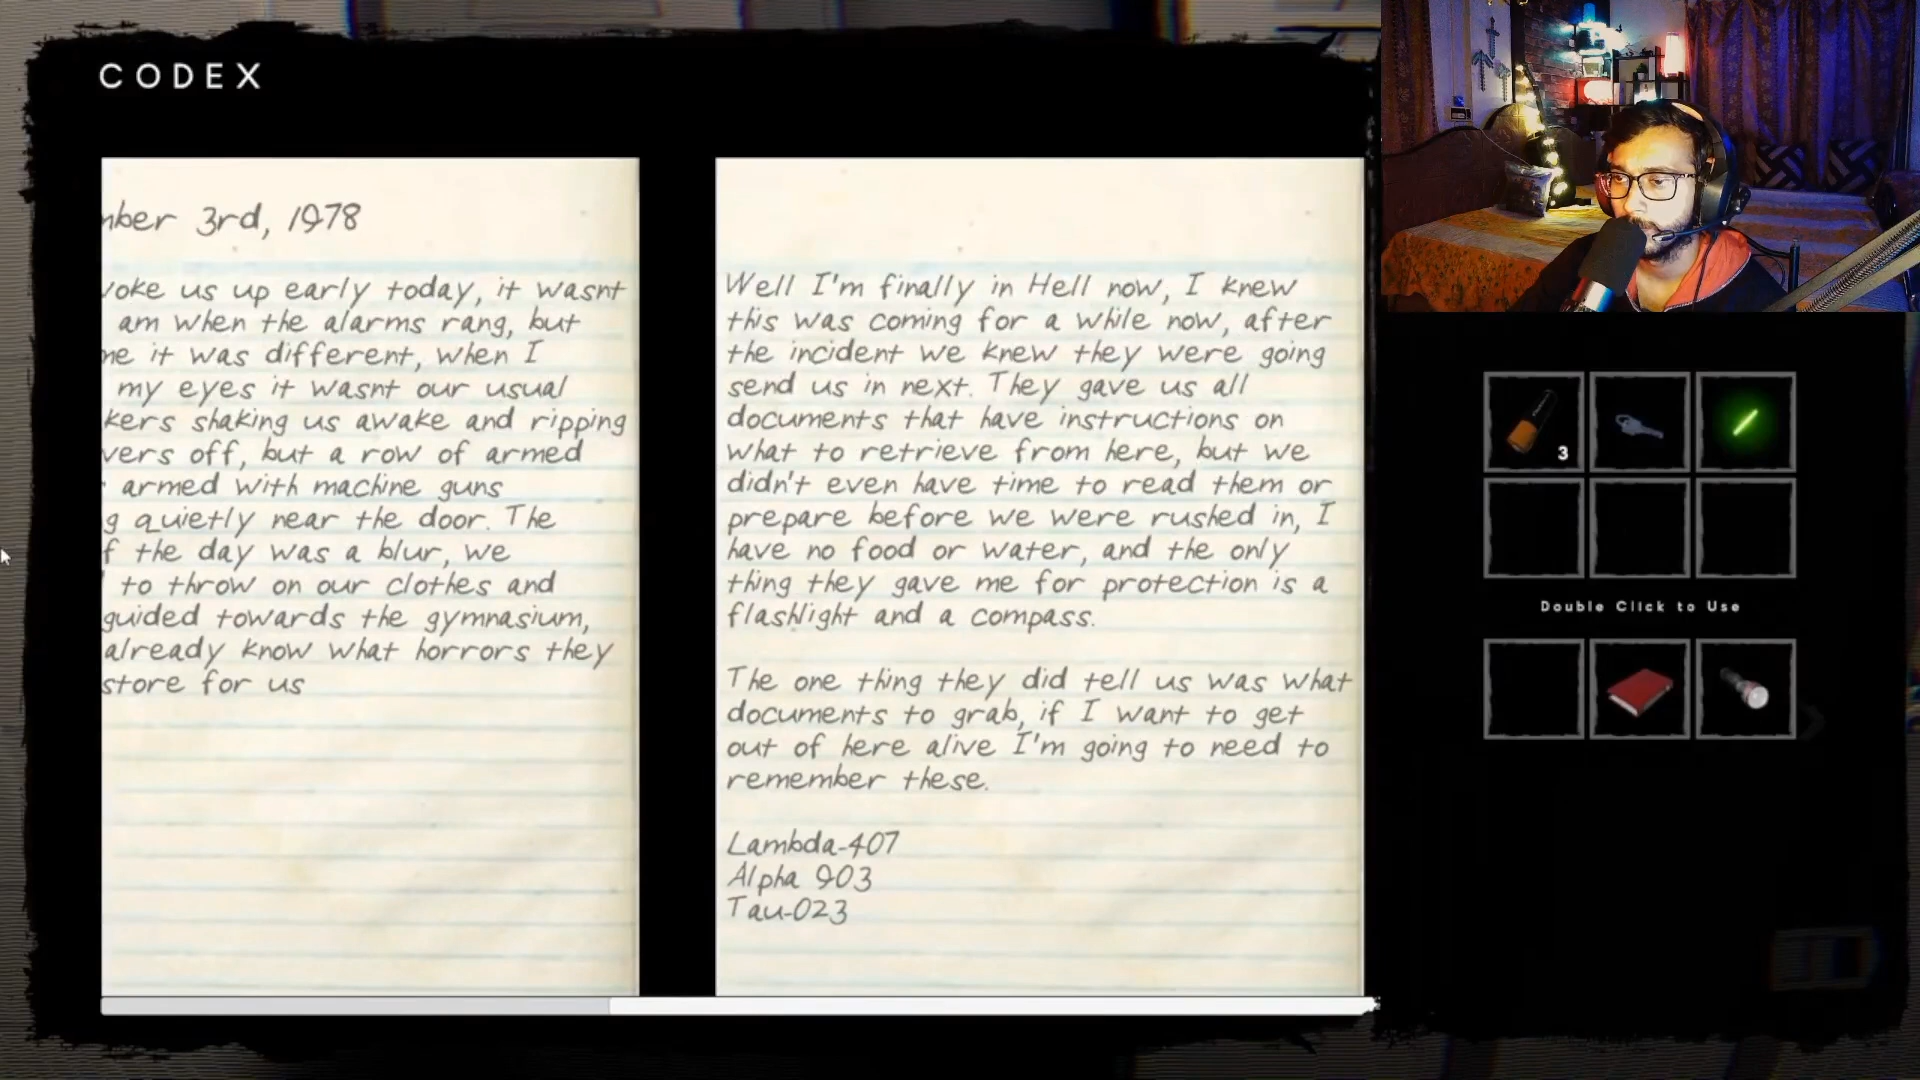 CODEX
mber 3rd, 1978
woke us up early today, it wasnt
am when the alarms rang, but
me it was different, when I
my eyes it wasnt our usual
kers shaking us awake and ripping
vers off, but a row of armed
armed with machine guns
g quietly near the door. The
f the day was a blur, we
to throw on our clothes and
guided towards the gymnasium,
already know what horrors they
store for us
Well I'm finally in Hell now, I knew
this was coming for a while now, after
the incident we knew they were going
send us in next. They gave us all
documents that have instructions on
what to retrieve from here, but we
didn't even have time to read them or
prepare before we were rushed in, I
have no food or water, and the only
thing they gave me for protection is a
flashlight and a compass.
The one thing they did tell us was what
documents to grab, if I want to get
out of here alive I'm going to need to
remember these.
Lambda-407
Alpha 903
Tau-023
3
Double Click to Use